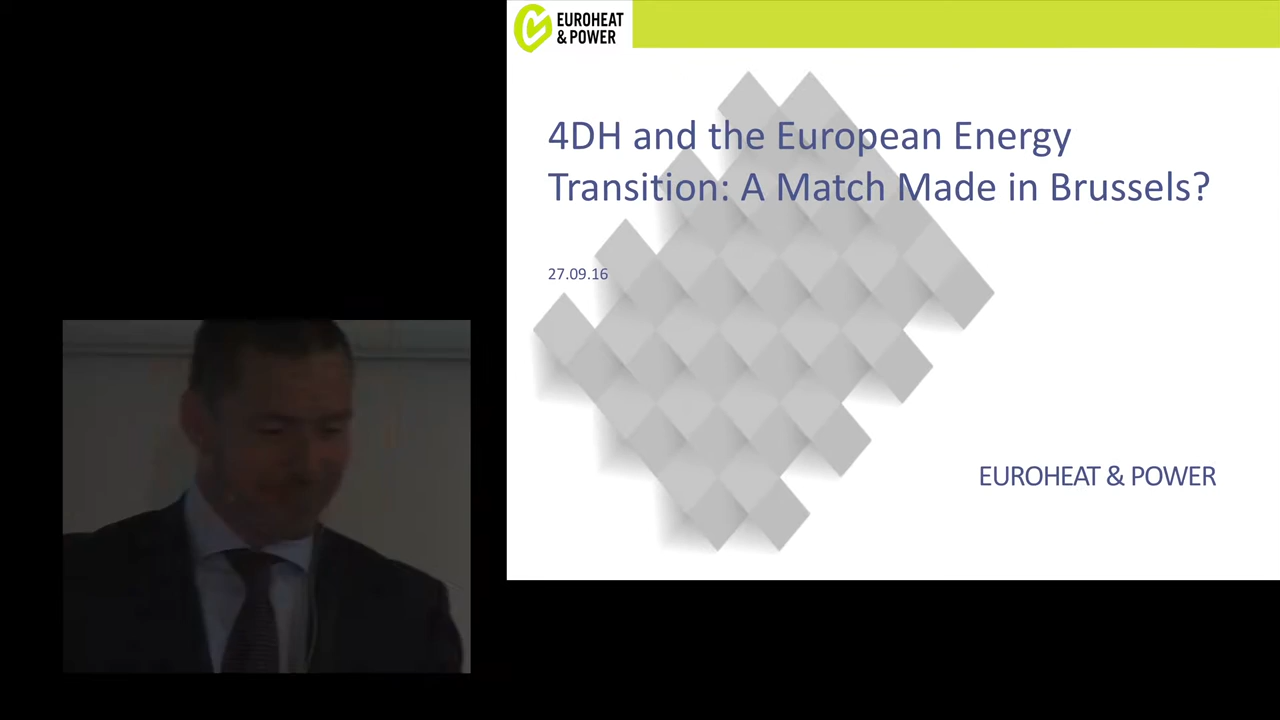 EUROHEAT
& POWER
4DH and the European Energy
Transition: A Match Made in Brussels?
27.09.16
EUROHEAT & POWER